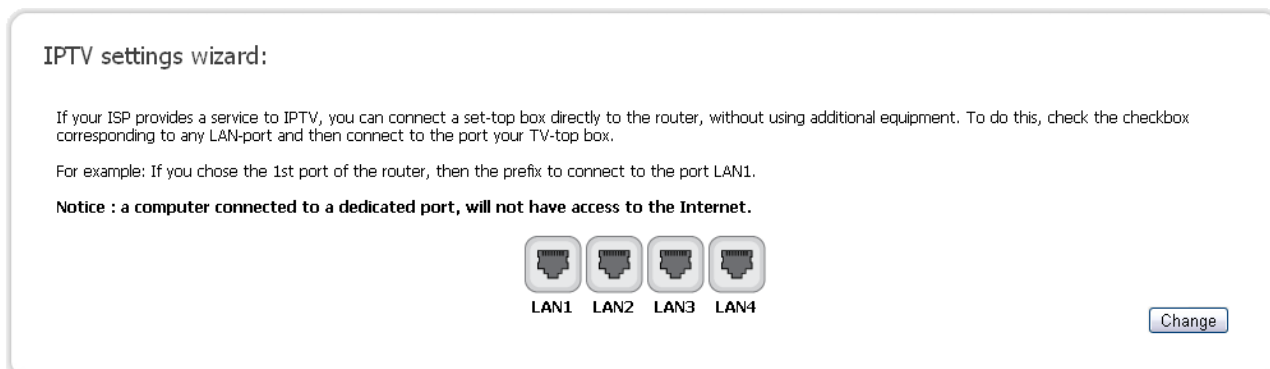 IPTV settings wizard:
If your ISP provides a service to IPTV, you can connect a set-top box directly to the router, without using additional equipment. To do this, check the checkbox
corresponding to any LAN-port and then connect to the port your TV-top box.
For example: If you chose the 1st port of the router, then the prefix to connect to the port LAN1.
Notice : a computer connected to a dedicated port, will not have access to the Internet.
LAN1 LAN2 LAN3 LAN4
Change